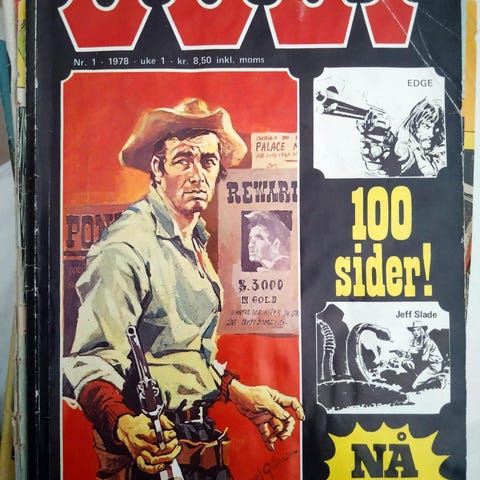 Nr. 1 - 1978 - uke 1 - kr. 8,50 inkl. moms
EDGE
PALACE
REWARD
PON
$.3000
IN GOLD
100
sider!
Jeff Slade
NÅ